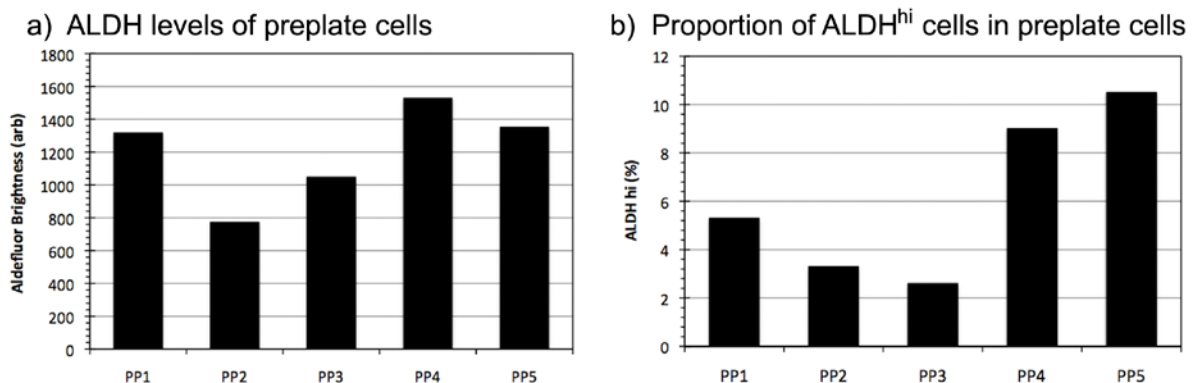 a) ALDH levels of preplate cells
1800
1600
1400
1200
1000
800
600
400
200
0
Aldefluor Brightness (arb)
PP1 PP2 PP3 PP4 PP5
b) Proportion of ALDHhi cells in preplate cells
12
10
8
6
4
2
0
ALDH hi (%)
PP1 PP2 PP3 PP4 PP5